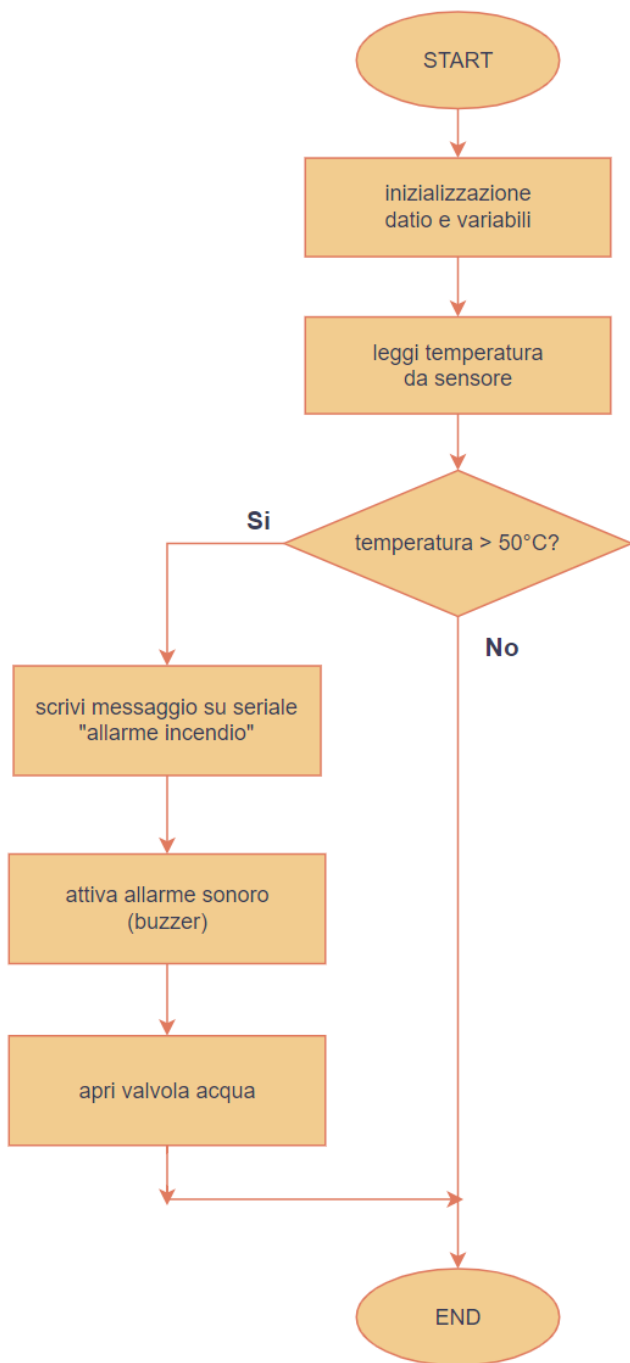 START
inizializzazione
datio e variabili
leggi temperatura
da sensore
temperatura > 50°C?
Si
No
scrivi messaggio su seriale
"allarme incendio"
attiva allarme sonoro
(buzzer)
apri valvola acqua
END